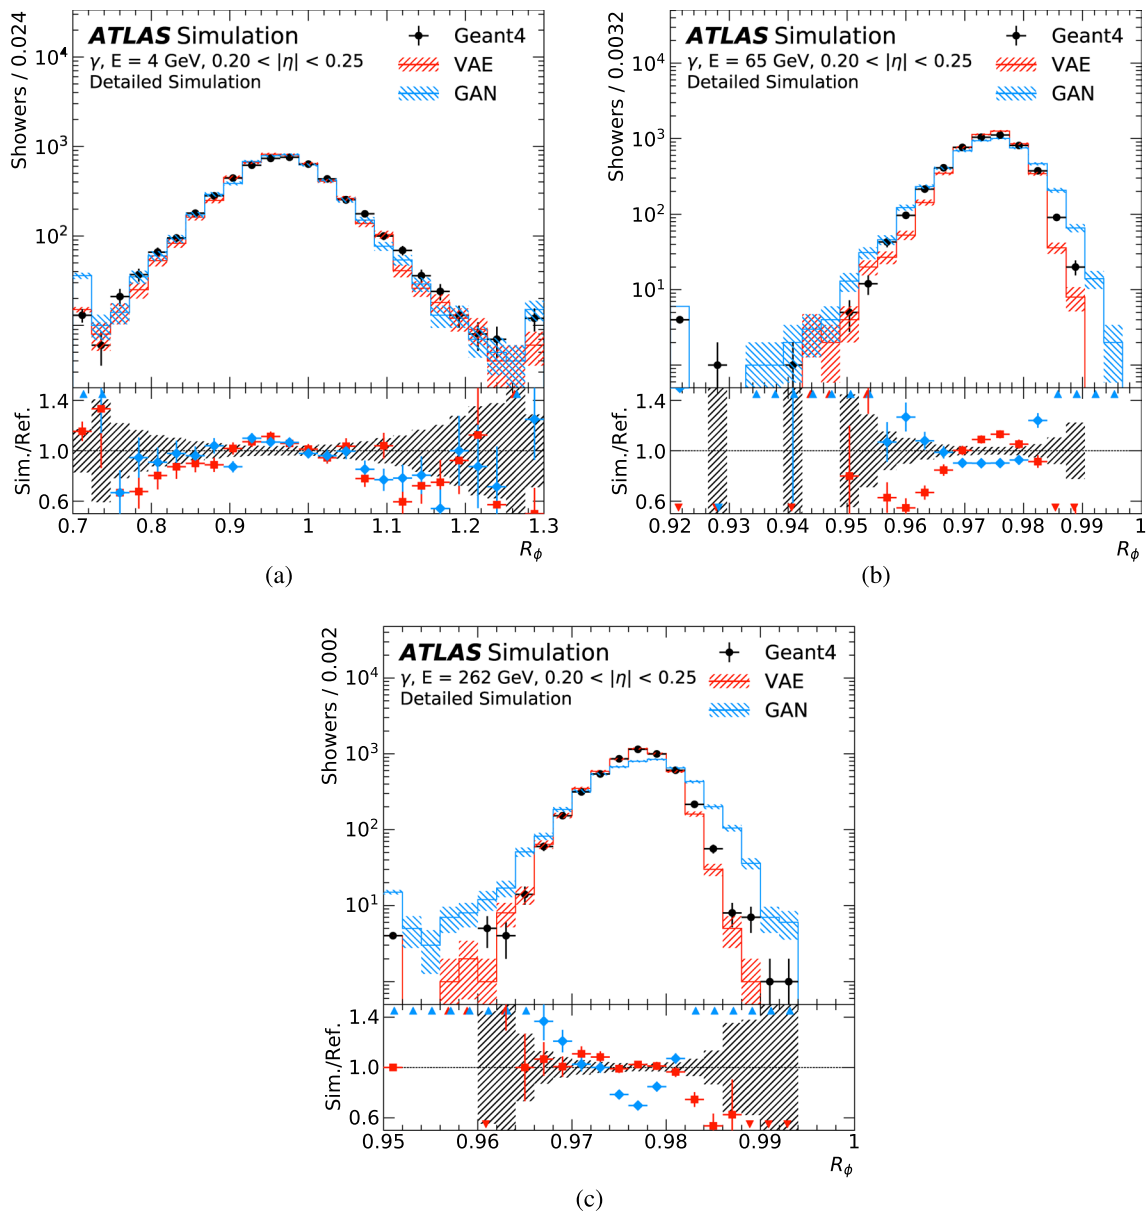 Showers / 0.024
10⁴
10³
10²
ATLAS Simulation
γ, E = 4 GeV, 0.20 < |η| < 0.25
Detailed Simulation
Geant4
VAE
GAN
Sim./Ref.
1.4
1.0
0.6
0.7 0.8 0.9 1 1.1 1.2 1.3
R_ϕ
(a)
Showers / 0.0032
10⁴
10³
10²
10¹
ATLAS Simulation
γ, E = 65 GeV, 0.20 < |η| < 0.25
Detailed Simulation
Geant4
VAE
GAN
Sim./Ref.
1.4
1.0
0.6
0.92 0.93 0.94 0.95 0.96 0.97 0.98 0.99 1
R_ϕ
(b)
Showers / 0.002
10⁴
10³
10²
10¹
ATLAS Simulation
γ, E = 262 GeV, 0.20 < |η| < 0.25
Detailed Simulation
Geant4
VAE
GAN
Sim./Ref.
1.4
1.0
0.6
0.95 0.96 0.97 0.98 0.99 1
R_ϕ
(c)